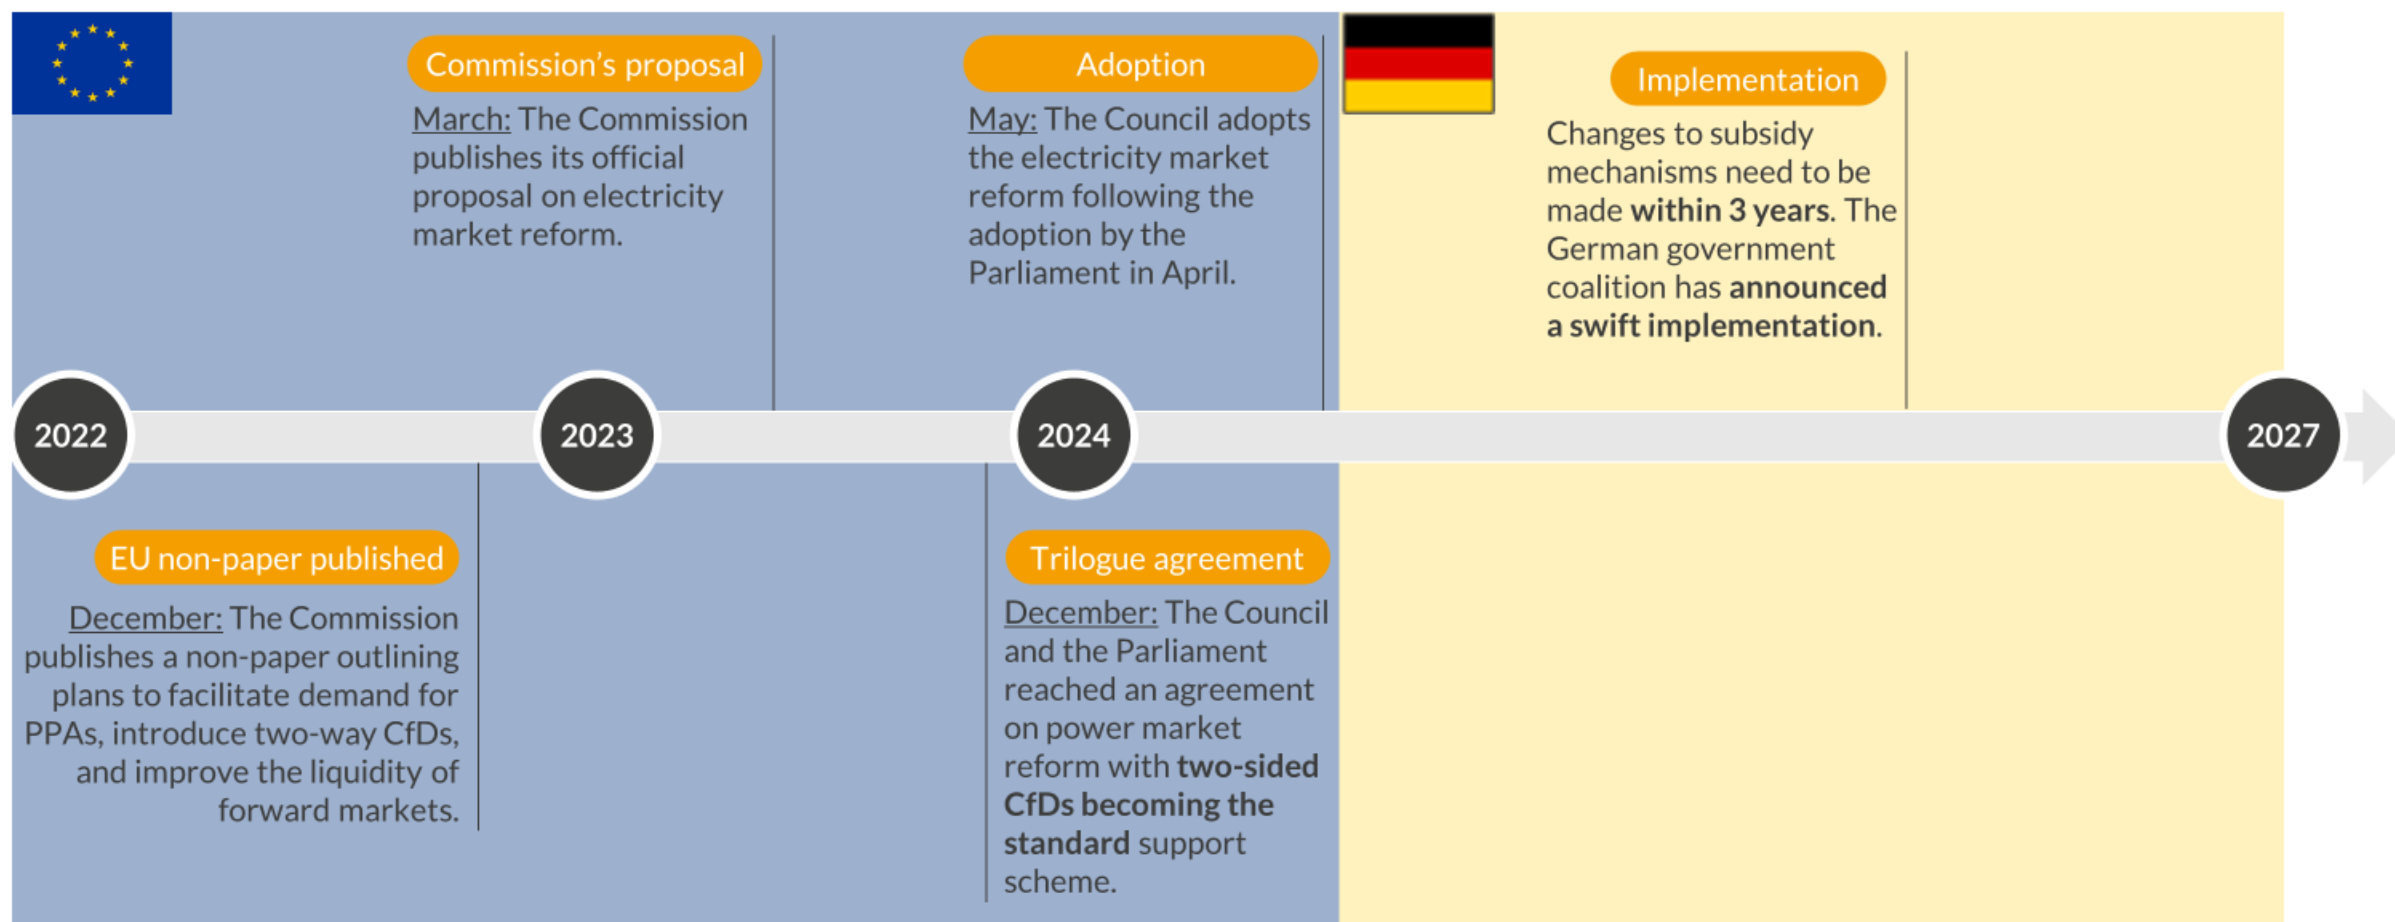 Commission's proposal
March: The Commission
publishes its official
proposal on electricity
market reform.
Adoption
May: The Council adopts
the electricity market
reform following the
adoption by the
Parliament in April.
Implementation
Changes to subsidy
mechanisms need to be
made within 3 years. The
German government
coalition has announced
a swift implementation.
2022
2023
2024
2027
EU non-paper published
December: The Commission
publishes a non-paper outlining
plans to facilitate demand for
PPAs, introduce two-way CfDs,
and improve the liquidity of
forward markets.
Trilogue agreement
December: The Council
and the Parliament
reached an agreement
on power market
reform with two-sided
CfDs becoming the
standard support
scheme.